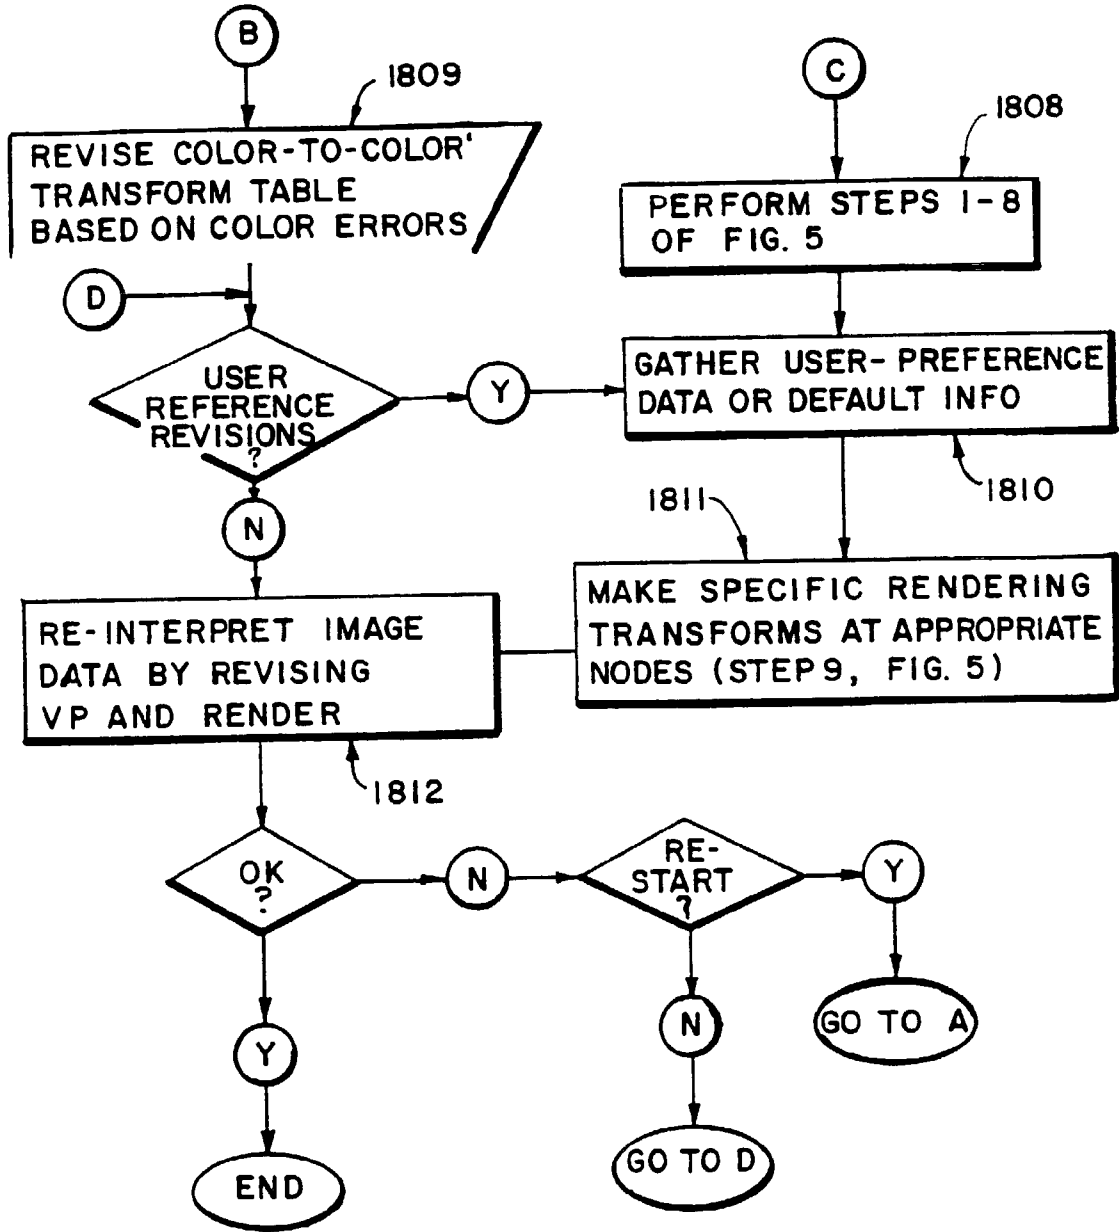 B
1809
REVISE COLOR-TO-COLOR'
TRANSFORM TABLE
BASED ON COLOR ERRORS
C
1808
PERFORM STEPS 1-8
OF FIG. 5
D
USER
REFERENCE
REVISIONS
?
Y
GATHER USER-PREFERENCE
DATA OR DEFAULT INFO
1810
N
1811
MAKE SPECIFIC RENDERING
TRANSFORMS AT APPROPRIATE
NODES (STEP 9, FIG. 5)
RE-INTERPRET IMAGE
DATA BY REVISING
VP AND RENDER
1812
OK
?
N
RE-
START
?
Y
GO TO A
N
GO TO D
Y
END